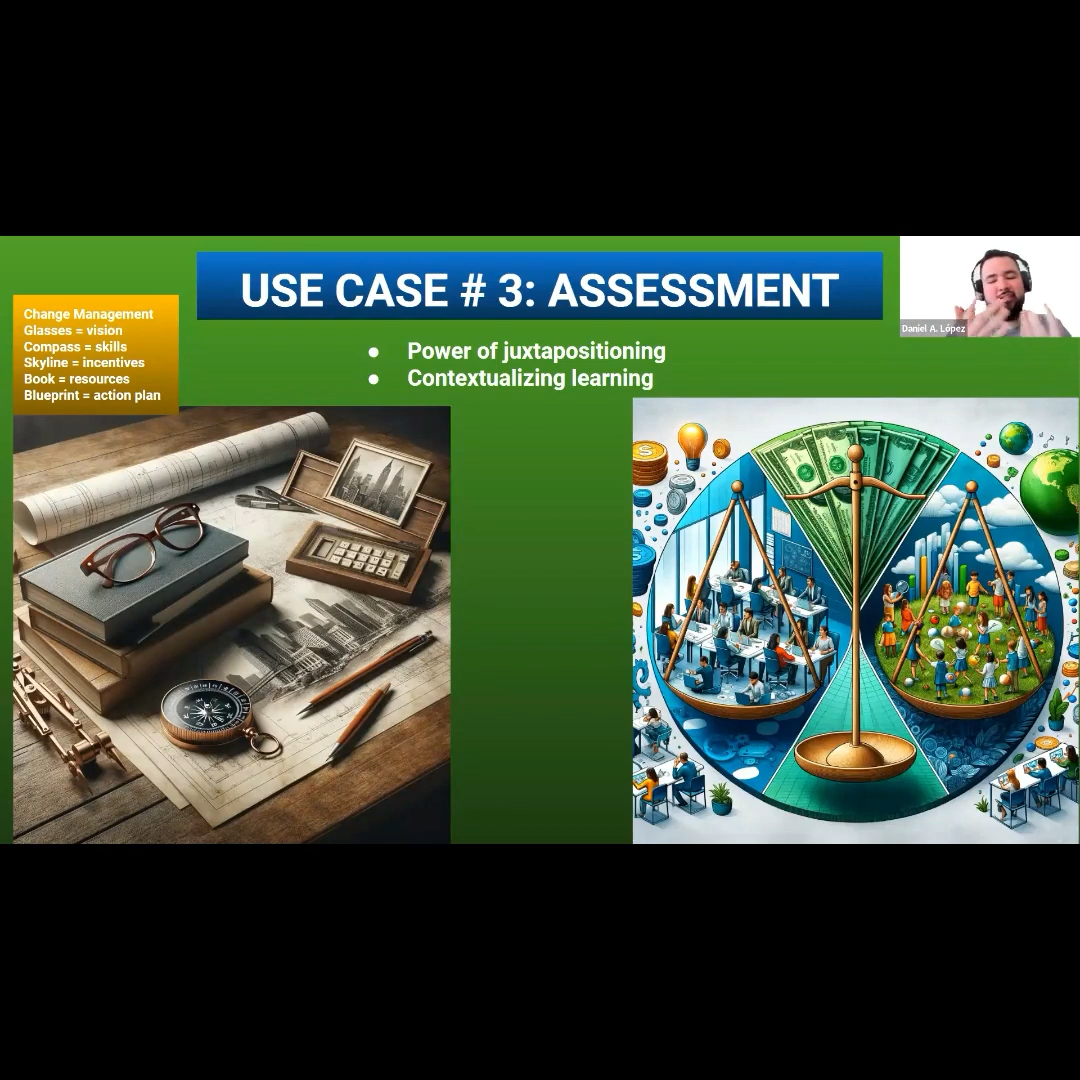 USE CASE # 3: ASSESSMENT
Daniel A. López
Change Management
Glasses = vision
Compass = skills
Skyline = incentives
Book = resources
Blueprint = action plan
● Power of juxtapositioning
● Contextualizing learning